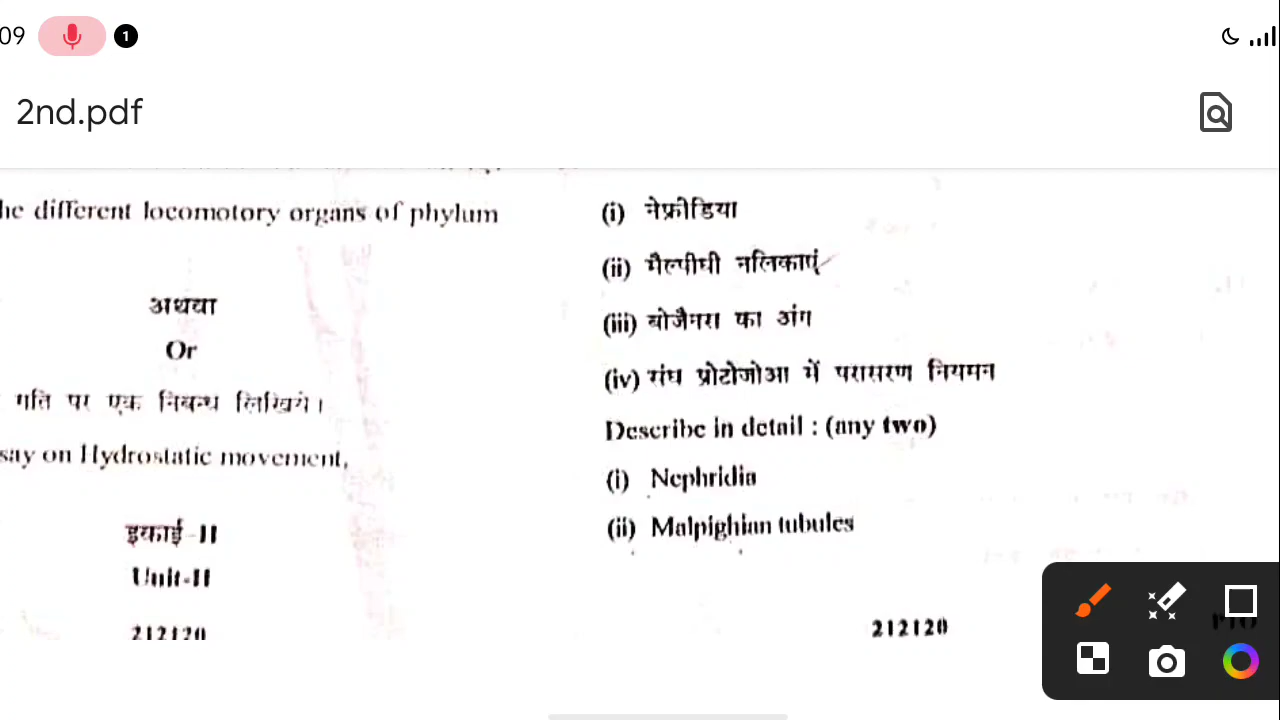 09
1
2nd.pdf
he different locomotory organs of phylum
अथवा
Or
गति पर एक निबन्ध लिखिये।
say on Hydrostatic movement,
इकाई-II
Unit-II
212120
(i) नेफ्रीडिया
(ii) मैल्पीघी नलिकाएं
(iii) बोजैनस का अंग
(iv) संघ प्रोटोजोआ में परासरण नियमन
Describe in detail : (any two)
(i) Nephridia
(ii) Malpighian tubules
212120